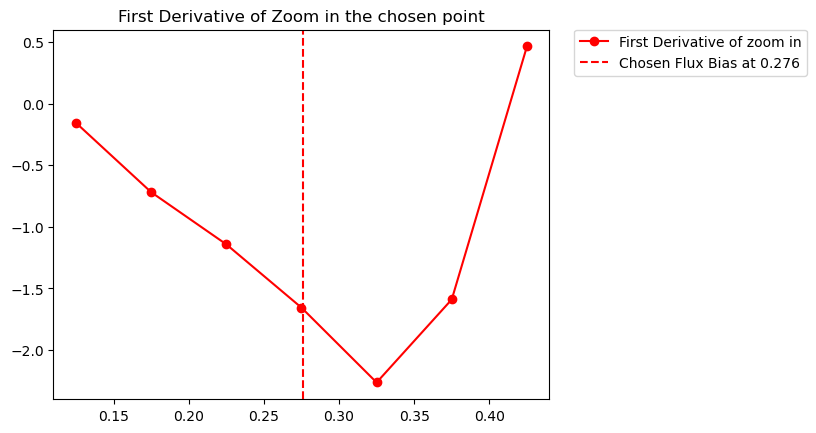 First Derivative of Zoom in the chosen point
First Derivative of zoom in
Chosen Flux Bias at 0.276
0.5
0.0
−0.5
−1.0
−1.5
−2.0
0.15 0.20 0.25 0.30 0.35 0.40